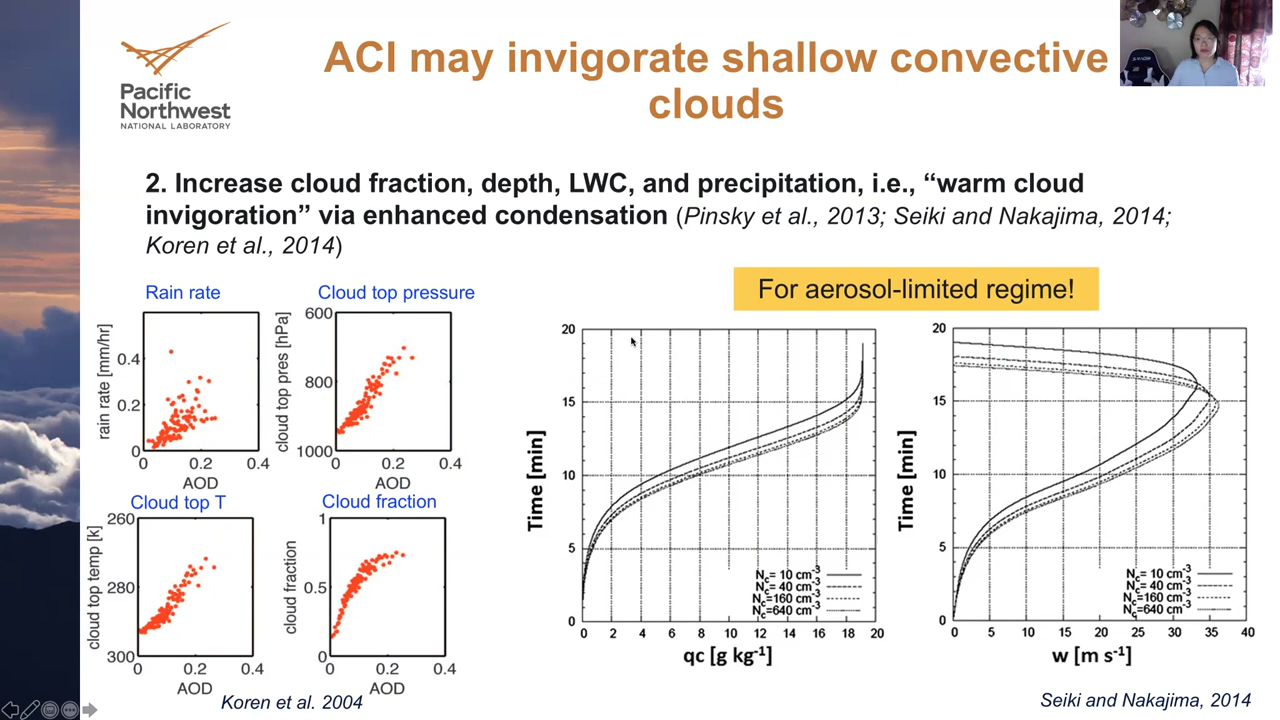 Pacific
Northwest
NATIONAL LABORATORY
ACI may invigorate shallow convective
clouds
2. Increase cloud fraction, depth, LWC, and precipitation, i.e., “warm cloud
invigoration” via enhanced condensation (Pinsky et al., 2013; Seiki and Nakajima, 2014;
Koren et al., 2014)
For aerosol-limited regime!
Rain rate
rain rate [mm/hr]
0.4
0.2
0
0 0.2 0.4
AOD
Cloud top pressure
cloud top pres [hPa]
600
800
1000
0 0.2 0.4
AOD
Cloud top T
cloud top temp [k]
260
280
300
0 0.2 0.4
AOD
Cloud fraction
cloud fraction
1
0.5
0
0 0.2 0.4
AOD
Koren et al. 2004
Time [min]
20
15
10
5
0
Nc= 10 cm-3
Nc= 40 cm-3
Nc=160 cm-3
Nc=640 cm-3
0 2 4 6 8 10 12 14 16 18 20
qc [g kg-1]
Time [min]
20
15
10
5
0
Nc= 10 cm-3
Nc= 40 cm-3
Nc=160 cm-3
Nc=640 cm-3
0 5 10 15 20 25 30 35 40
w [m s-1]
Seiki and Nakajima, 2014